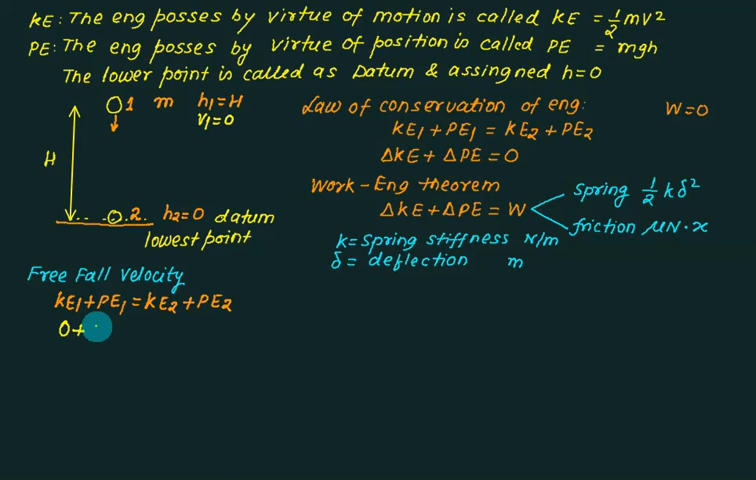 KE: The eng posses by virtue of motion is called KE = 1/2 mv²
PE: The eng posses by virtue of position is called PE = mgh
The lower point is called as Datum & assingned h=0
1 m h₁=H
v₁=0
H
2 h₂=0 datum
lowest point
Law of conservation of eng: W=0
KE₁+PE₁ = KE₂+PE₂
ΔKE+ΔPE=0
Work-Eng theorem
ΔKE+ΔPE = W
spring 1/2 kδ²
friction μN·x
k=spring stiffness N/m
δ= deflection m
Free Fall Velocity
KE₁+PE₁=KE₂+PE₂
0+